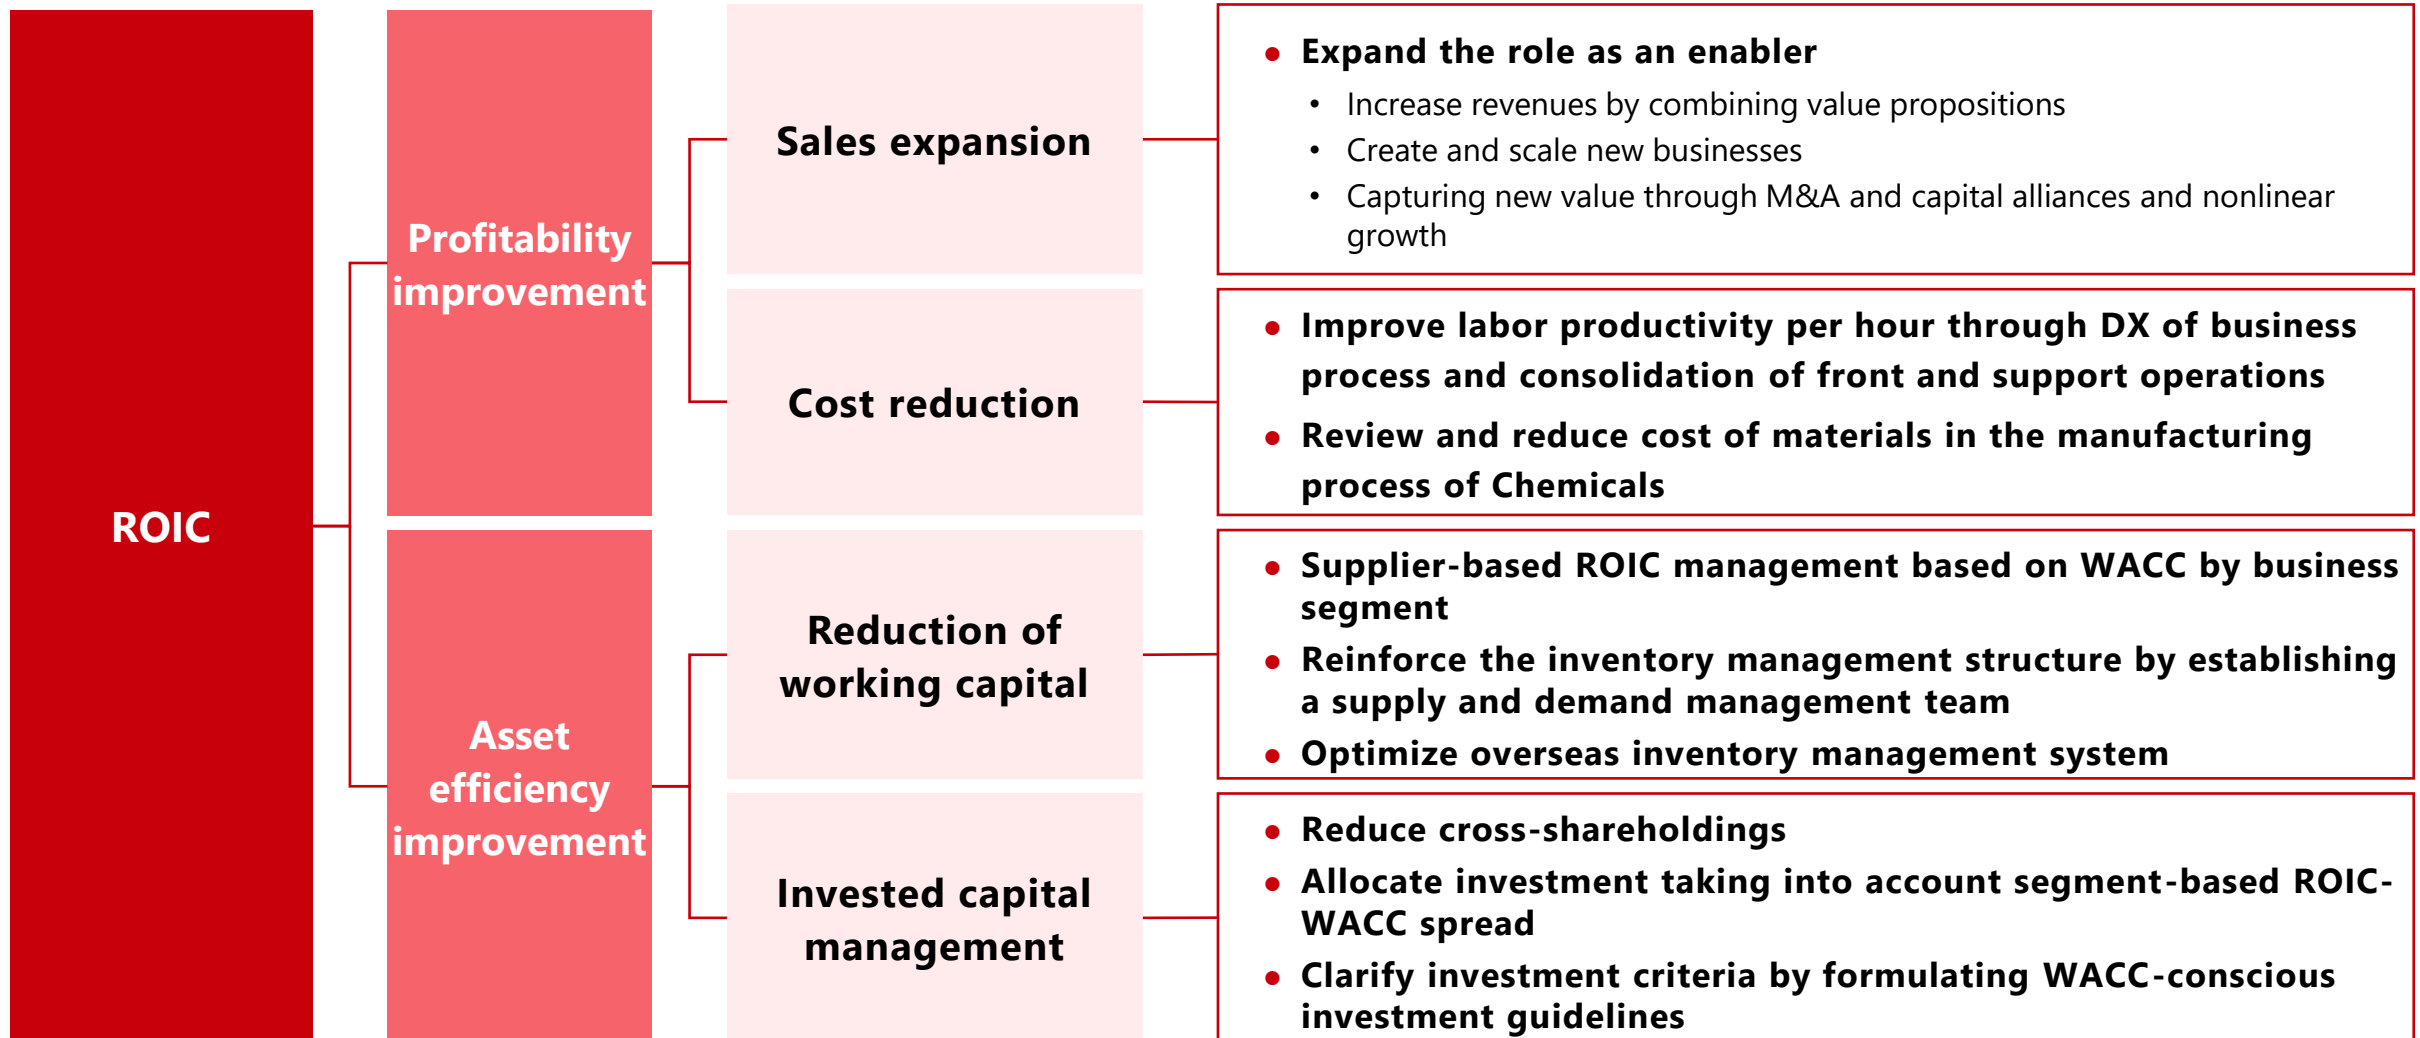 ROIC
Profitability
improvement
Sales expansion
● Expand the role as an enabler
• Increase revenues by combining value propositions
• Create and scale new businesses
• Capturing new value through M&A and capital alliances and nonlinear
growth
Cost reduction
● Improve labor productivity per hour through DX of business
process and consolidation of front and support operations
● Review and reduce cost of materials in the manufacturing
process of Chemicals
Asset
efficiency
improvement
Reduction of
working capital
● Supplier-based ROIC management based on WACC by business
segment
● Reinforce the inventory management structure by establishing
a supply and demand management team
● Optimize overseas inventory management system
Invested capital
management
● Reduce cross-shareholdings
● Allocate investment taking into account segment-based ROIC-
WACC spread
● Clarify investment criteria by formulating WACC-conscious
investment guidelines